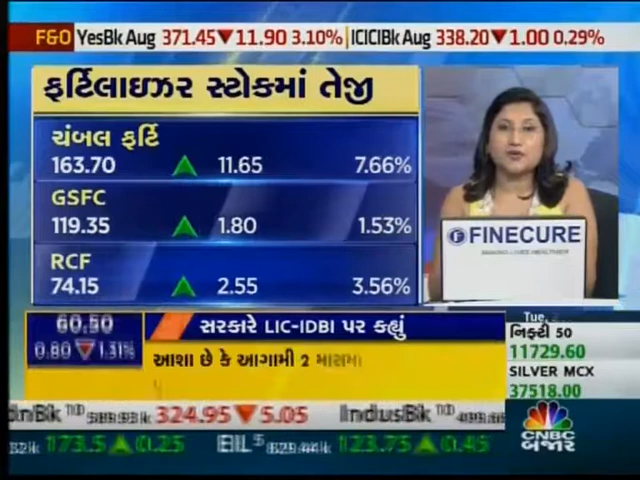 F&O YesBk Aug 371.45▼11.90 3.10% ICICIBk Aug 338.20▼1.00 0.29%
ફર્ટિલાઇઝર સ્ટોકમાં તેજી
ચંબલ ફર્ટિ
163.70 ▲ 11.65 7.66%
GSFC
119.35 ▲ 1.80 1.53%
RCF
74.15 ▲ 2.55 3.56%
FINECURE
60.50
0.80 ▼ 1.31%
સરકારે LIC-IDBI પર કહ્યું
આશા છે કે આગામી 2 માસમાં
Tue,
નિફ્ટી 50
11729.60
SILVER MCX
37518.00
324.95▼5.05 IndusBk
173.5▲0.25 123.75▲0.45
CNBC
બજાર